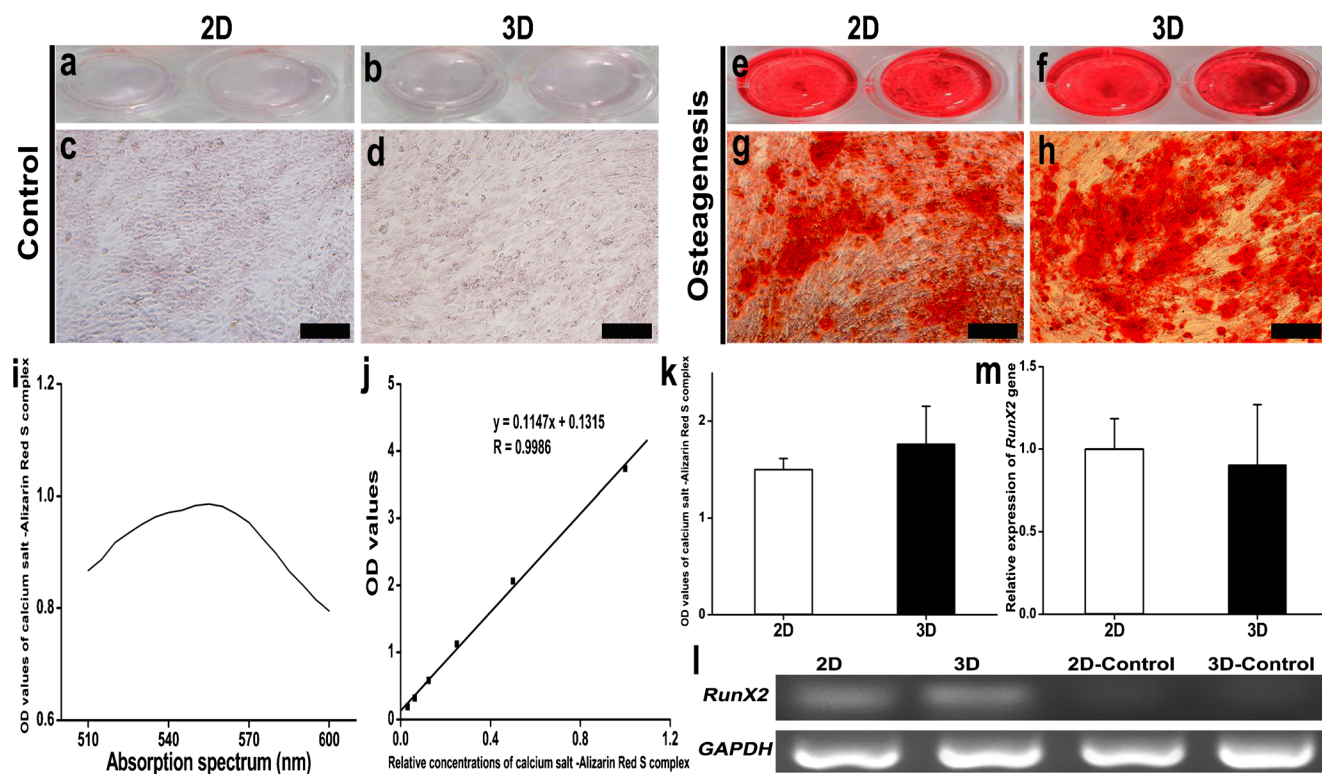 2D 3D 2D 3D
a b e f
c d g h
Control
Osteagenesis
ii
OD values of calcium salt -Alizarin Red S complex
1.2
1.0
0.8
0.6
510 540 570 600
Absorption spectrum (nm)
j
OD values
5
4
3
2
1
0
y = 0.1147x + 0.1315
R = 0.9986
0.0 0.4 0.8 1.2
Relative concentrations of calcium salt -Alizarin Red S complex
k
OD values of calcium salt -Alizarin Red S complex
2
1
0
2D 3D
m
Relative expression of RunX2 gene
1.5
1.0
0.5
0.0
2D 3D
l
2D 3D 2D-Control 3D-Control
RunX2
GAPDH